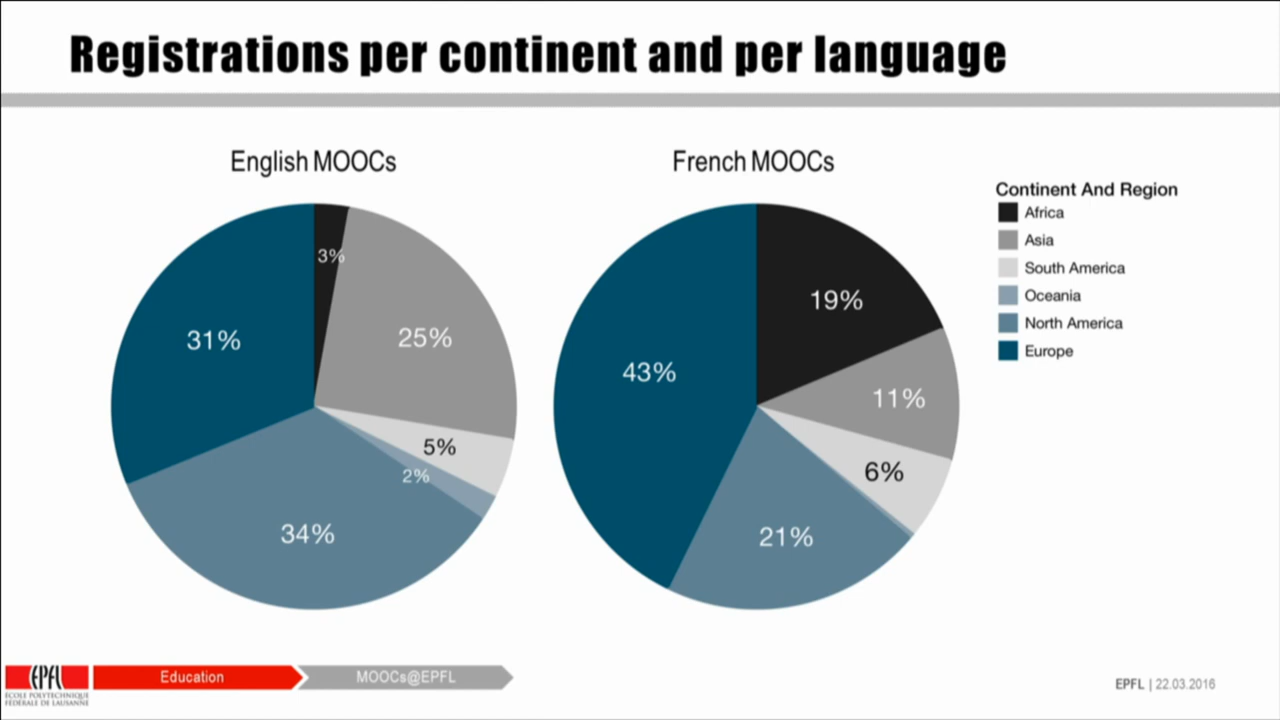 Registrations per continent and per language
English MOOCs
French MOOCs
Continent And Region
Africa
Asia
South America
Oceania
North America
Europe
3%
25%
5%
2%
34%
31%
19%
11%
6%
21%
43%
EPFL
ÉCOLE POLYTECHNIQUE
FÉDÉRALE DE LAUSANNE
Education
MOOCs@EPFL
EPFL | 22.03.2016